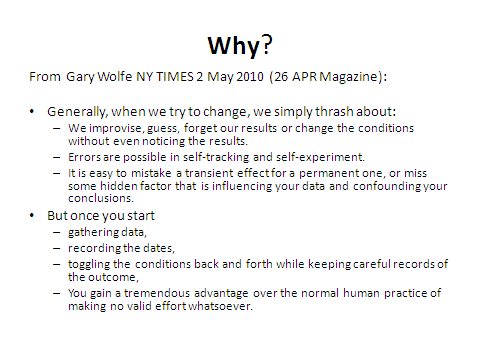 Why?
From Gary Wolfe NY TIMES 2 May 2010 (26 APR Magazine):
• Generally, when we try to change, we simply thrash about:
– We improvise, guess, forget our results or change the conditions
without even noticing the results.
– Errors are possible in self-tracking and self-experiment.
– It is easy to mistake a transient effect for a permanent one, or miss
some hidden factor that is influencing your data and confounding your
conclusions.
• But once you start
– gathering data,
– recording the dates,
– toggling the conditions back and forth while keeping careful records of
the outcome,
– You gain a tremendous advantage over the normal human practice of
making no valid effort whatsoever.